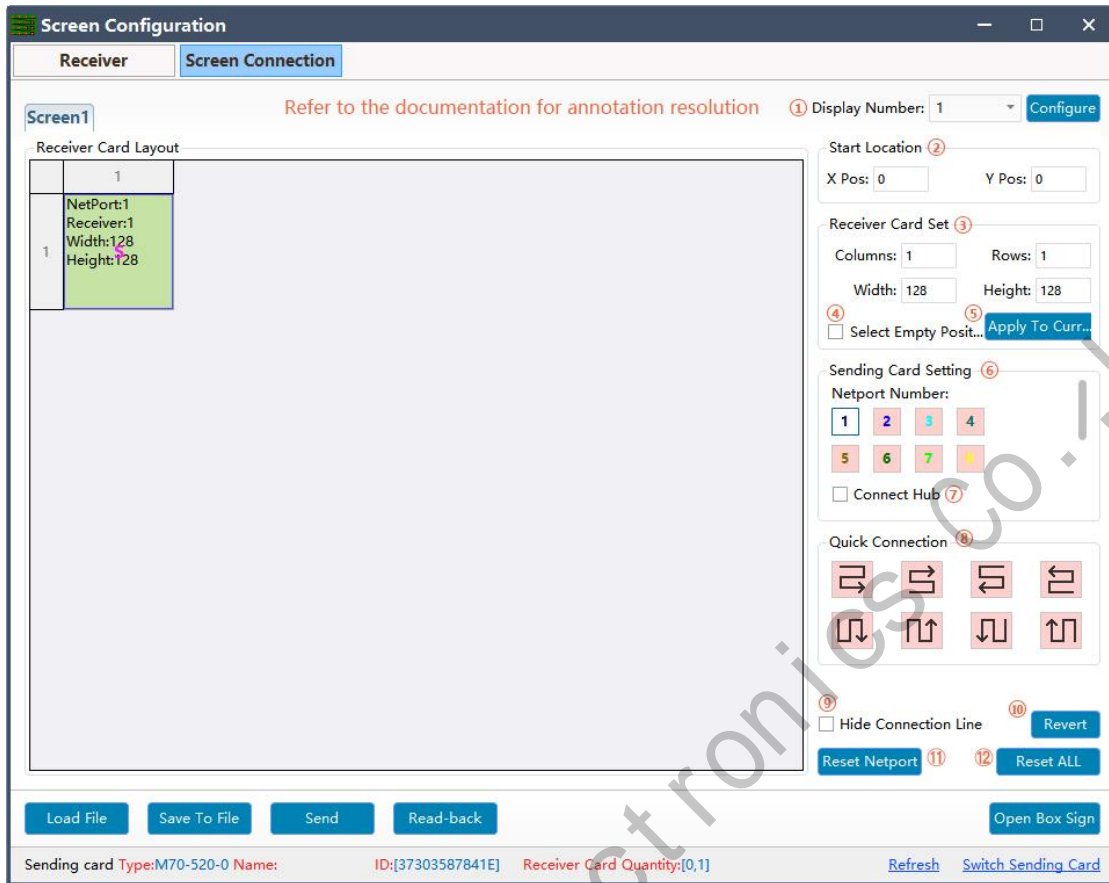 Screen Configuration
Receiver
Screen Connection
Screen1
Refer to the documentation for annotation resolution
① Display Number: 1
Configure
Receiver Card Layout
1
1
NetPort:1
Receiver:1
Width:128
Height:128
S
Start Location ②
X Pos: 0
Y Pos: 0
Receiver Card Set ③
Columns: 1
Rows: 1
Width: 128
Height: 128
④
Select Empty Posit...
⑤
Apply To Curr...
Sending Card Setting ⑥
Netport Number:
1 2 3 4
5 6 7 8
Connect Hub ⑦
Quick Connection ⑧
⑨
Hide Connection Line
⑩
Revert
Reset Netport ⑪
⑫ Reset ALL
Load File
Save To File
Send
Read-back
Open Box Sign
Sending card Type:M70-520-0 Name: ID:[37303587841E] Receiver Card Quantity:[0,1] Refresh Switch Sending Card
ctronics Co.,